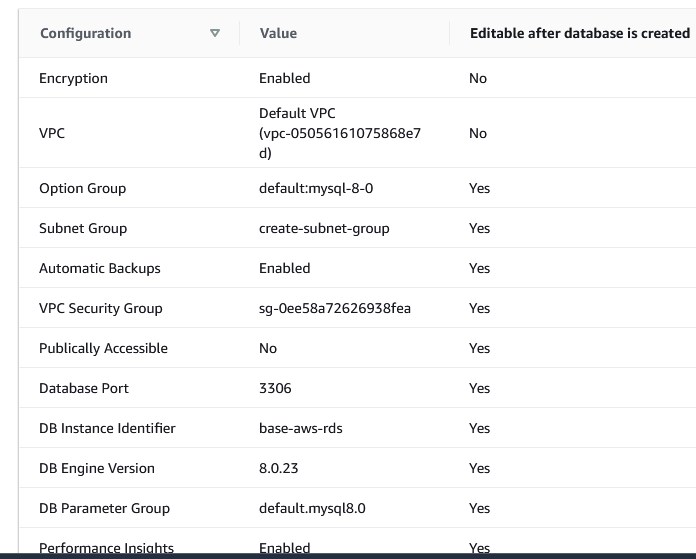 Configuration Value Editable after database is created
Encryption Enabled No
VPC Default VPC (vpc-05056161075868e7d) No
Option Group default:mysql-8-0 Yes
Subnet Group create-subnet-group Yes
Automatic Backups Enabled Yes
VPC Security Group sg-0ee58a72626938fea Yes
Publically Accessible No Yes
Database Port 3306 Yes
DB Instance Identifier base-aws-rds Yes
DB Engine Version 8.0.23 Yes
DB Parameter Group default.mysql8.0 Yes
Performance Insights Enabled Yes